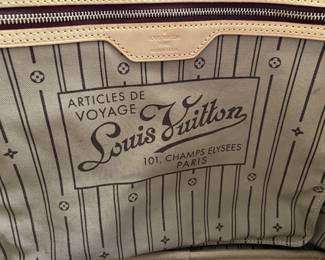 ARTICLES DE
VOYAGE
Louis Vuitton
101, CHAMPS ELYSEES
PARIS